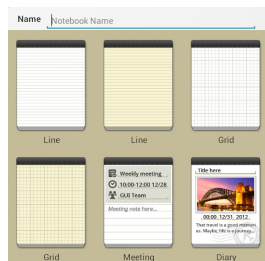 Name Notebook Name
Line Line Grid
Weekly meeting
10:00-12:00 12/28
GUI Team
Meeting note here...
Title here
00:00 12/31 2012
That travel is a good memori
es. Maybe, life is a journey...
Grid Meeting Diary